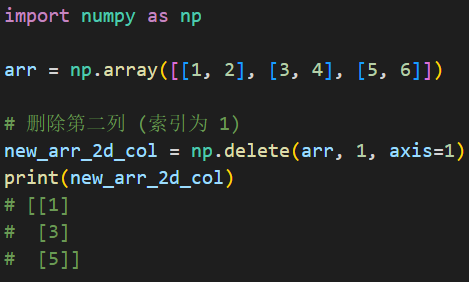 import numpy as np
arr = np.array([[1, 2], [3, 4], [5, 6]])
# 删除第二列 (索引为 1)
new_arr_2d_col = np.delete(arr, 1, axis=1)
print(new_arr_2d_col)
# [[1]
#  [3]
#  [5]]